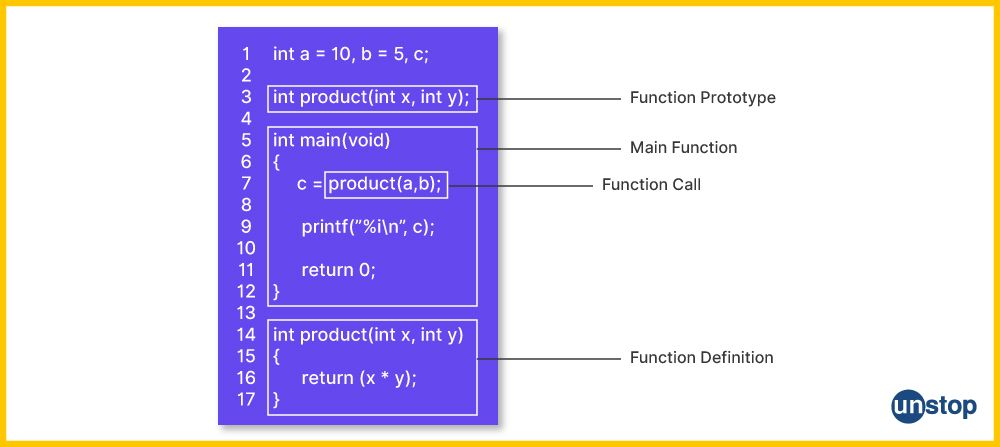 1 int a = 10, b = 5, c;
2
3 int product(int x, int y); Function Prototype
4
5 int main(void) Main Function
6 {
7 c = product(a,b); Function Call
8
9 printf(”%i\n”, c);
10
11 return 0;
12 }
13
14 int product(int x, int y)
15 { Function Definition
16 return (x * y);
17 }
unstop